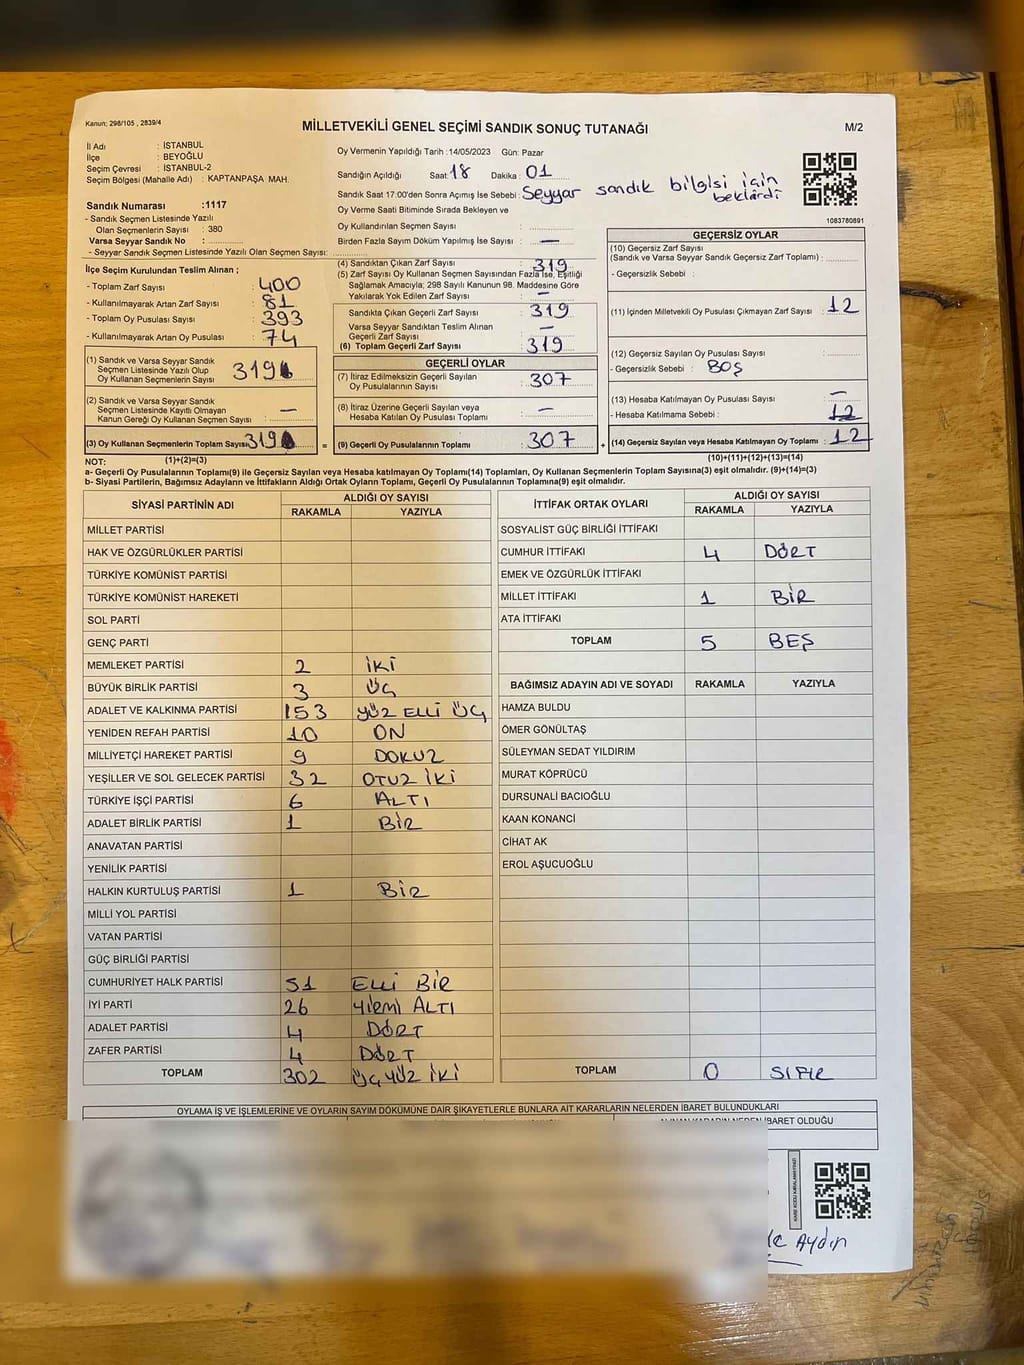 Kanun; 298/105 , 2839/4
MİLLETVEKİLİ GENEL SEÇİMİ SANDIK SONUÇ TUTANAĞI
M/2
İl Adı : İSTANBUL
İlçe : BEYOĞLU
Seçim Çevresi : İSTANBUL-2
Seçim Bölgesi (Mahalle Adı) : KAPTANPAŞA MAH.
Oy Vermenin Yapıldığı Tarih :14/05/2023 Gün: Pazar
Sandığın Açıldığı Saat : 18 Dakika : 01
Sandık Saat 17:00'den Sonra Açılmış İse Sebebi : Seyyar sandık bilgisi için beklendi
Oy Verme Saati Bitiminde Sırada Bekleyen ve
Oy Kullandırılan Seçmen Sayısı :
Birden Fazla Sayım Döküm Yapılmış İse Sayısı : —
1083780891
Sandık Numarası :1117
- Sandık Seçmen Listesinde Yazılı
Olan Seçmenlerin Sayısı : 380
Varsa Seyyar Sandık No :
- Seyyar Sandık Seçmen Listesinde Yazılı Olan Seçmen Sayısı:
İlçe Seçim Kurulundan Teslim Alınan ;
- Toplam Zarf Sayısı : 400
- Kullanılmayarak Artan Zarf Sayısı : 81
- Toplam Oy Pusulası Sayısı : 393
- Kullanılmayarak Artan Oy Pusulası : 74
(1) Sandık ve Varsa Seyyar Sandık
Seçmen Listesinde Yazılı Olup
Oy Kullanan Seçmenlerin Sayısı : 319
(2) Sandık ve Varsa Seyyar Sandık
Seçmen Listesinde Kayıtlı Olmayan
Kanun Gereği Oy Kullanan Seçmen Sayısı : —
(3) Oy Kullanan Seçmenlerin Toplam Sayısı: 319 =
(4) Sandıktan Çıkan Zarf Sayısı : 319
(5) Zarf Sayısı Oy Kullanan Seçmen Sayısından Fazla İse, Eşitliği
Sağlamak Amacıyla; 298 Sayılı Kanunun 98. Maddesine Göre
Yakılarak Yok Edilen Zarf Sayısı : —
Sandıkta Çıkan Geçerli Zarf Sayısı : 319
Varsa Seyyar Sandıktan Teslim Alınan
Geçerli Zarf Sayısı : —
(6) Toplam Geçerli Zarf Sayısı : 319
GEÇERLİ OYLAR
(7) İtiraz Edilmeksizin Geçerli Sayılan
Oy Pusulalarının Sayısı : 307
(8) İtiraz Üzerine Geçerli Sayılan veya
Hesaba Katılan Oy Pusulası Toplamı : —
(9) Geçerli Oy Pusulalarının Toplamı : 307 +
GEÇERSİZ OYLAR
(10) Geçersiz Zarf Sayısı
(Sandık ve Varsa Seyyar Sandık Geçersiz Zarf Toplamı) :
- Geçersizlik Sebebi :
(11) İçinden Milletvekili Oy Pusulası Çıkmayan Zarf Sayısı : 12
(12) Geçersiz Sayılan Oy Pusulası Sayısı :
- Geçersizlik Sebebi : BOŞ
(13) Hesaba Katılmayan Oy Pusulası Sayısı : —
- Hesaba Katılmama Sebebi : 12
(14) Geçersiz Sayılan veya Hesaba Katılmayan Oy Toplamı : 12
NOT: (1)+(2)=(3)
(10)+(11)+(12)+(13)=(14)
a- Geçerli Oy Pusulalarının Toplamı(9) ile Geçersiz Sayılan veya Hesaba katılmayan Oy Toplamı(14) Toplamları, Oy Kullanan Seçmenlerin Toplam Sayısına(3) eşit olmalıdır. (9)+(14)=(3)
b- Siyasi Partilerin, Bağımsız Adayların ve İttifakların Aldığı Ortak Oyların Toplamı, Geçerli Oy Pusulalarının Toplamına(9) eşit olmalıdır.
SİYASİ PARTİNİN ADI ALDIĞI OY SAYISI
RAKAMLA YAZIYLA
MİLLET PARTİSİ
HAK VE ÖZGÜRLÜKLER PARTİSİ
TÜRKİYE KOMÜNİST PARTİSİ
TÜRKİYE KOMÜNİST HAREKETİ
SOL PARTİ
GENÇ PARTİ
MEMLEKET PARTİSİ 2 İKİ
BÜYÜK BİRLİK PARTİSİ 3 ÜÇ
ADALET VE KALKINMA PARTİSİ 153 YÜZ ELLİ ÜÇ
YENİDEN REFAH PARTİSİ 10 ON
MİLLİYETÇİ HAREKET PARTİSİ 9 DOKUZ
YEŞİLLER VE SOL GELECEK PARTİSİ 32 OTUZ İKİ
TÜRKİYE İŞÇİ PARTİSİ 6 ALTI
ADALET BİRLİK PARTİSİ 1 BİR
ANAVATAN PARTİSİ
YENİLİK PARTİSİ
HALKIN KURTULUŞ PARTİSİ 1 BİR
MİLLİ YOL PARTİSİ
VATAN PARTİSİ
GÜÇ BİRLİĞİ PARTİSİ
CUMHURİYET HALK PARTİSİ 51 ELLİ BİR
İYİ PARTİ 26 YİRMİ ALTI
ADALET PARTİSİ 4 DÖRT
ZAFER PARTİSİ 4 DÖRT
TOPLAM 302 ÜÇYÜZ İKİ
İTTİFAK ORTAK OYLARI ALDIĞI OY SAYISI
RAKAMLA YAZIYLA
SOSYALİST GÜÇ BİRLİĞİ İTTİFAKI
CUMHUR İTTİFAKI 4 DÖRT
EMEK VE ÖZGÜRLÜK İTTİFAKI
MİLLET İTTİFAKI 1 BİR
ATA İTTİFAKI
TOPLAM 5 BEŞ
BAĞIMSIZ ADAYIN ADI VE SOYADI RAKAMLA YAZIYLA
HAMZA BULDU
ÖMER GÖNÜLTAŞ
SÜLEYMAN SEDAT YILDIRIM
MURAT KÖPRÜCÜ
DURSUNALİ BACIOĞLU
KAAN KONANCİ
CİHAT AK
EROL AŞUCUOĞLU
TOPLAM 0 SIFIR
OYLAMA İŞ VE İŞLEMLERİNE VE OYLARIN SAYIM DÖKÜMÜNE DAİR ŞİKAYETLERLE BUNLARA AİT KARARLARIN NELERDEN İBARET BULUNDUKLARI
İBARET OLDUĞU
Aydın